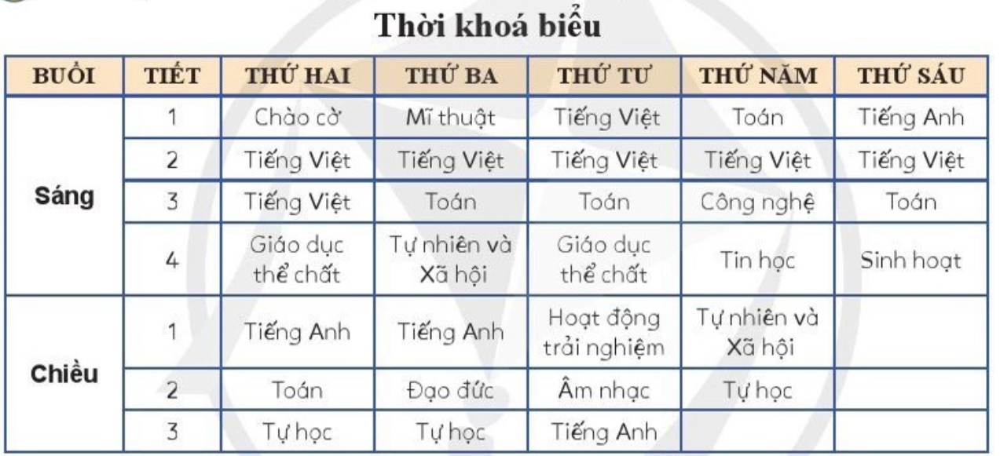 Thời khoá biểu
BUỔI TIẾT THỨ HAI THỨ BA THỨ TƯ THỨ NĂM THỨ SÁU
Sáng
1 Chào cờ Mĩ thuật Tiếng Việt Toán Tiếng Anh
2 Tiếng Việt Tiếng Việt Tiếng Việt Tiếng Việt Tiếng Việt
3 Tiếng Việt Toán Toán Công nghệ Toán
4 Giáo dục thể chất Tự nhiên và Xã hội Giáo dục thể chất Tin học Sinh hoạt
Chiều
1 Tiếng Anh Tiếng Anh Hoạt động trải nghiệm Tự nhiên và Xã hội
2 Toán Đạo đức Âm nhạc Tự học
3 Tự học Tự học Tiếng Anh